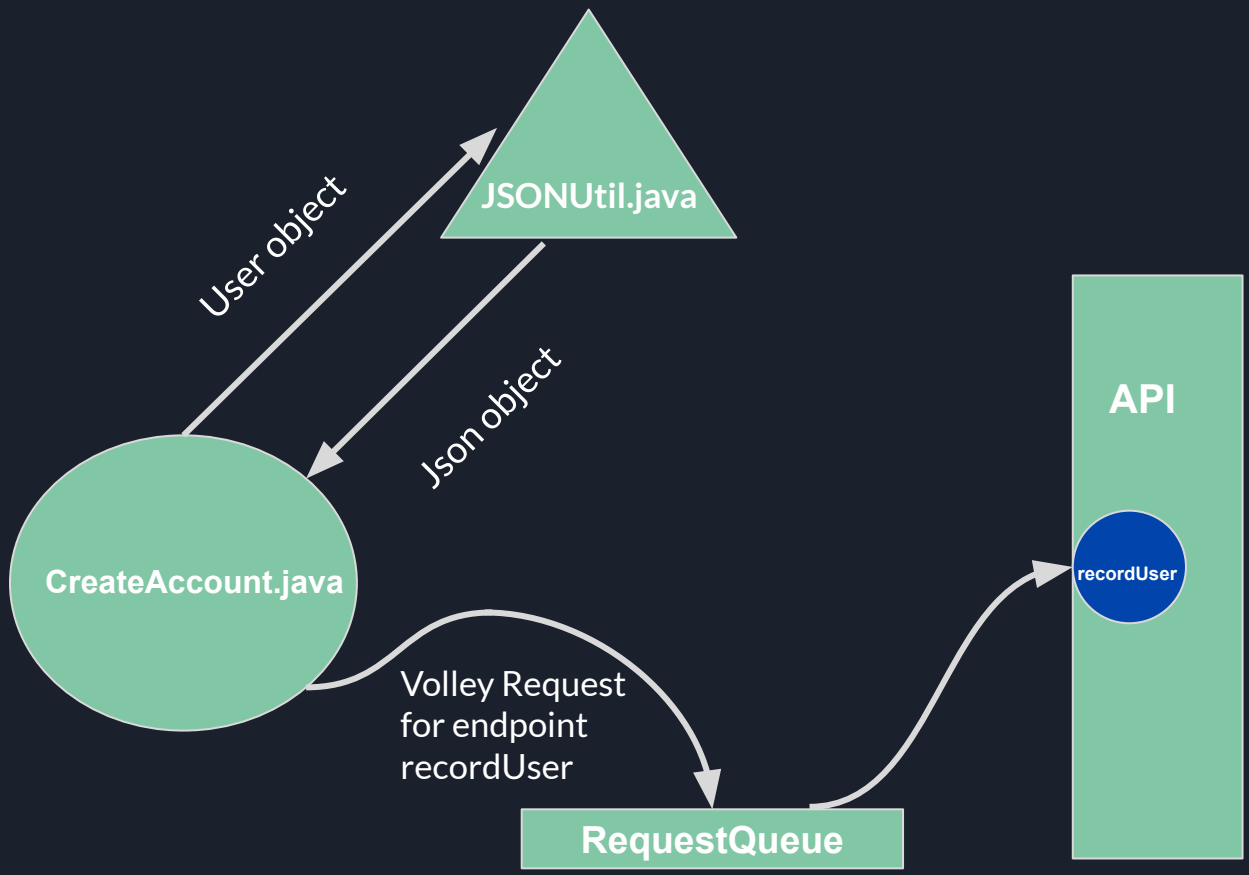 JSONUtil.java
User object
Json object
API
recordUser
CreateAccount.java
Volley Request
for endpoint
recordUser
RequestQueue